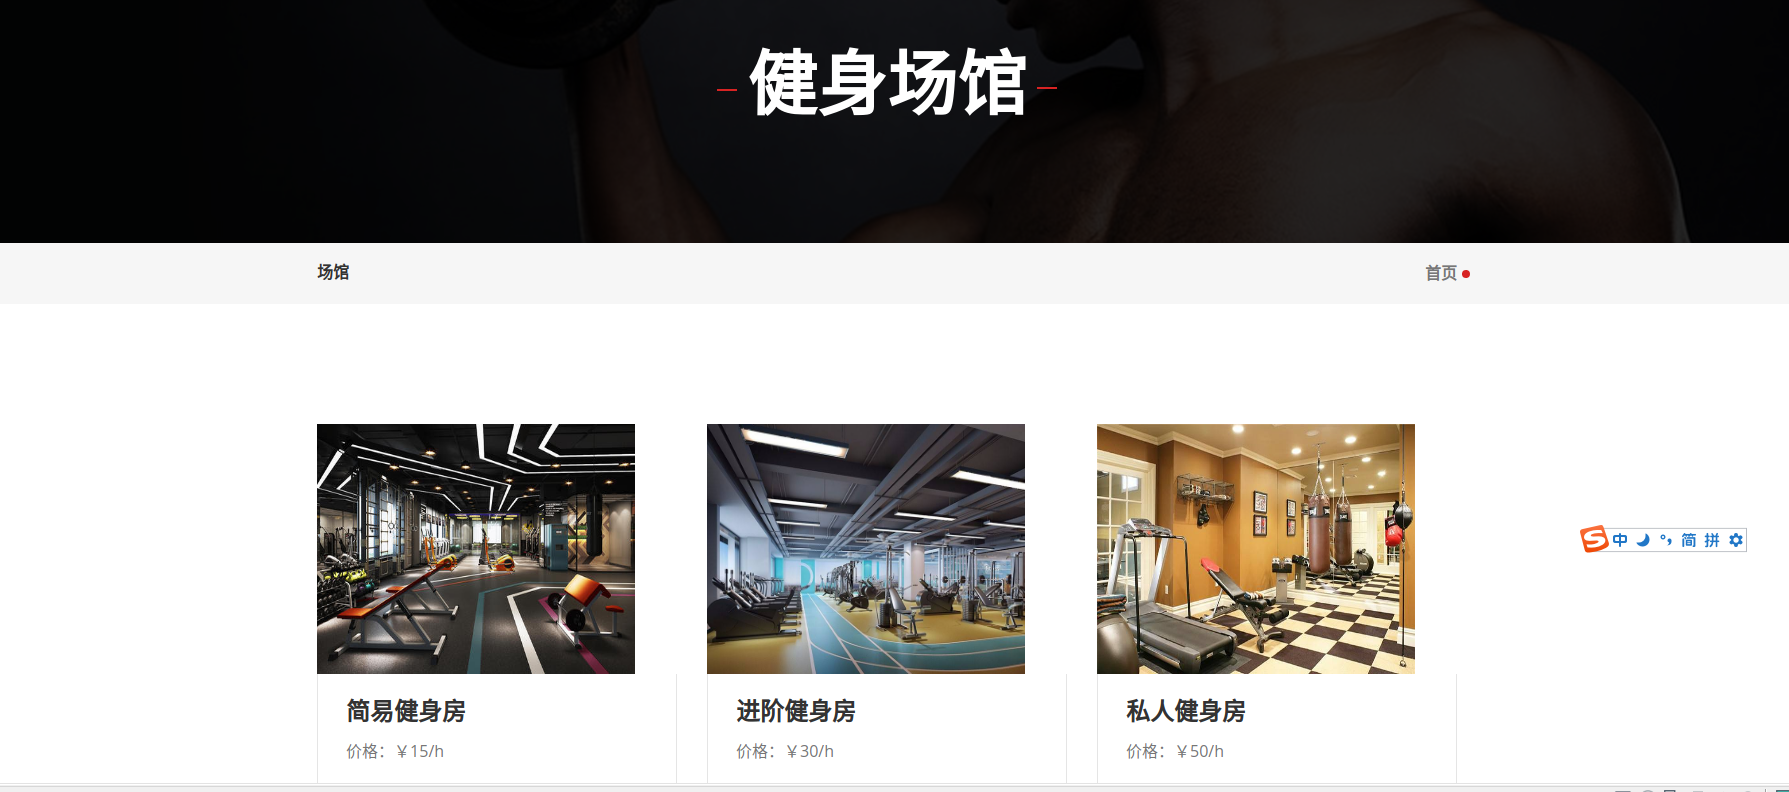 健身场馆
场馆
首页
简易健身房
价格：￥15/h
进阶健身房
价格：￥30/h
私人健身房
价格：￥50/h
中 简 拼